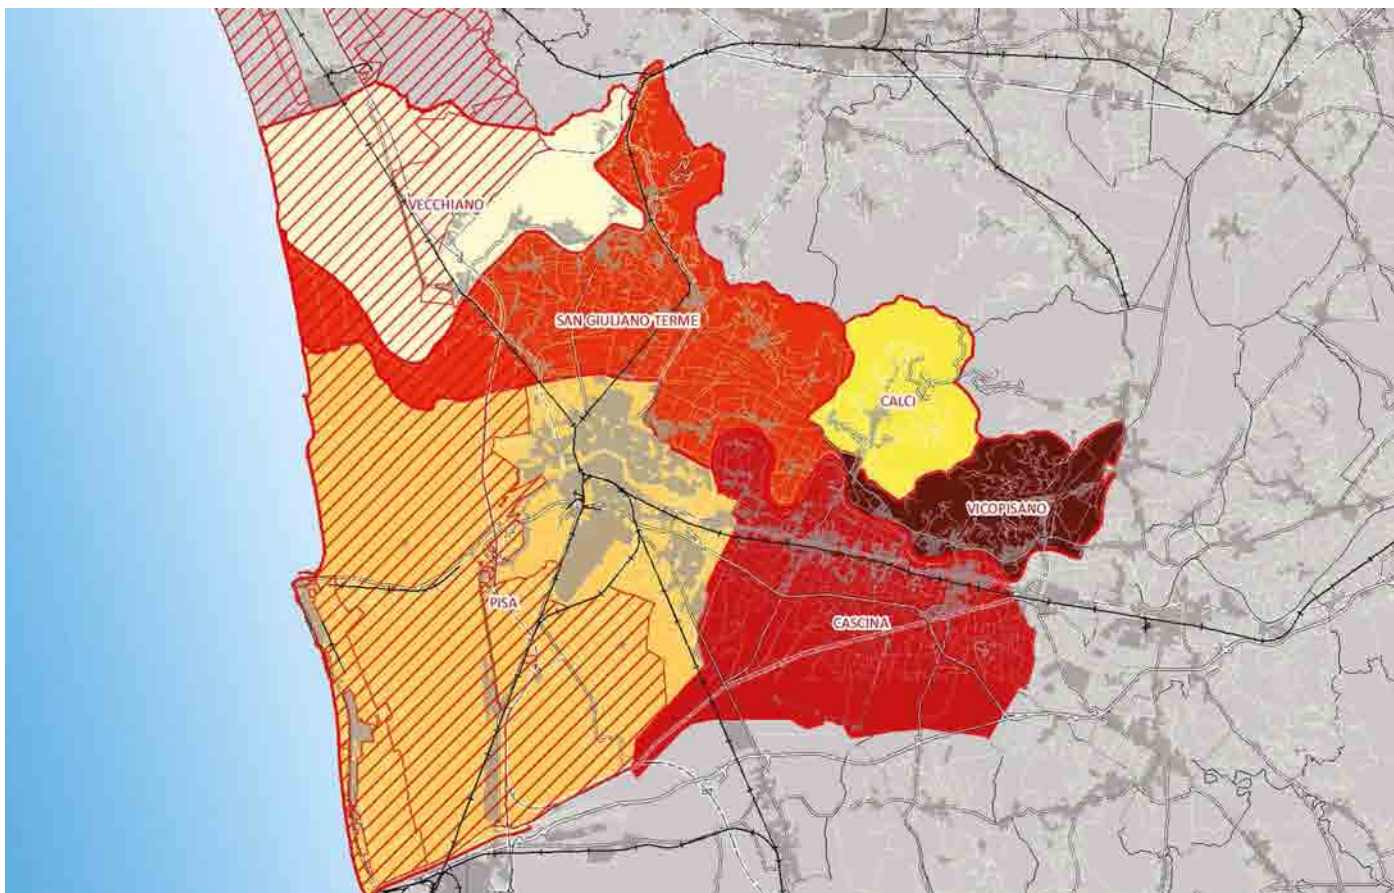 VECCHIANO
SAN GIULIANO TERME
CALCI
VICOPISANO
PISA
CASCINA